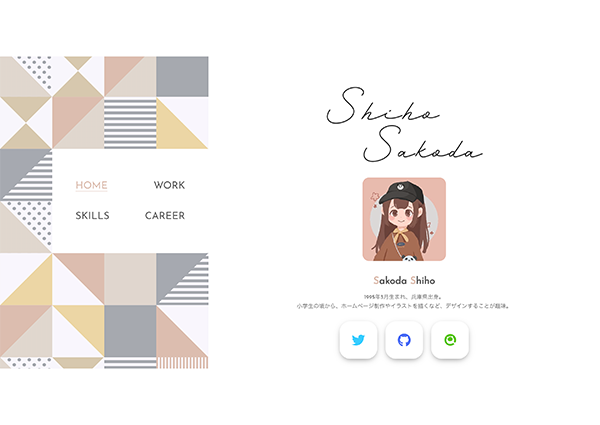 HOME WORK
SKILLS CAREER
Shiho
Sakoda
Sakoda Shiho
1995年3月生まれ、兵庫県出身。
小学生の頃から、ホームページ制作やイラストを描くなど、デザインすることが趣味。